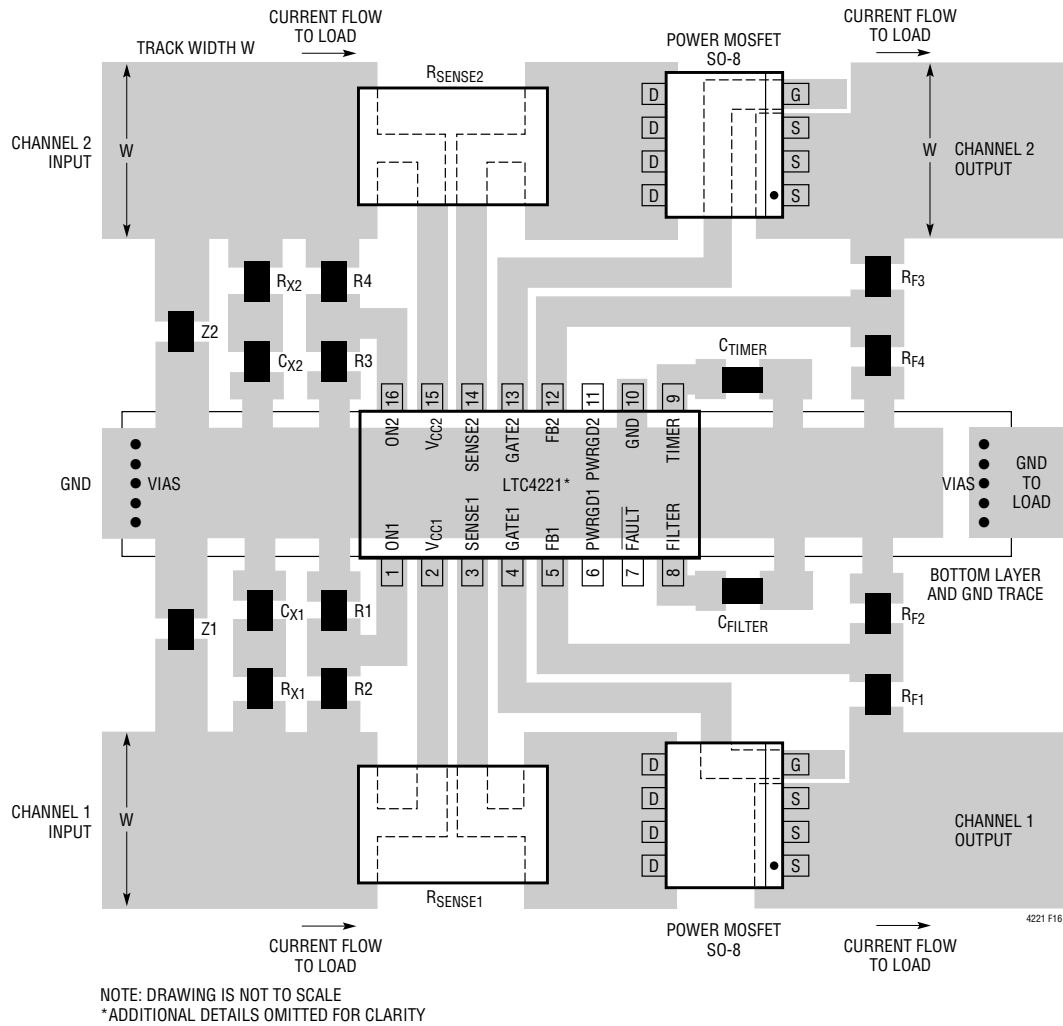 CURRENT FLOW
TO LOAD
CURRENT FLOW
TO LOAD
TRACK WIDTH W
POWER MOSFET
SO-8
RSENSE2
D
G
D
S
D
S
D
S
CHANNEL 2
INPUT
W
W
CHANNEL 2
OUTPUT
RX2
R4
RF3
Z2
CX2
R3
CTIMER
RF4
16
15
14
13
12
11
10
9
ON2
VCC2
SENSE2
GATE2
FB2
PWRGD2
GND
TIMER
GND
VIAS
LTC4221*
VIAS
GND
TO
LOAD
ON1
VCC1
SENSE1
GATE1
FB1
PWRGD1
FAULT
FILTER
1
2
3
4
5
6
7
8
BOTTOM LAYER
AND GND TRACE
Z1
CX1
R1
CFILTER
RF2
RX1
R2
RF1
D
G
D
S
D
S
D
S
CHANNEL 1
INPUT
W
CHANNEL 1
OUTPUT
RSENSE1
4221 F16
CURRENT FLOW
TO LOAD
POWER MOSFET
SO-8
CURRENT FLOW
TO LOAD
NOTE: DRAWING IS NOT TO SCALE
*ADDITIONAL DETAILS OMITTED FOR CLARITY